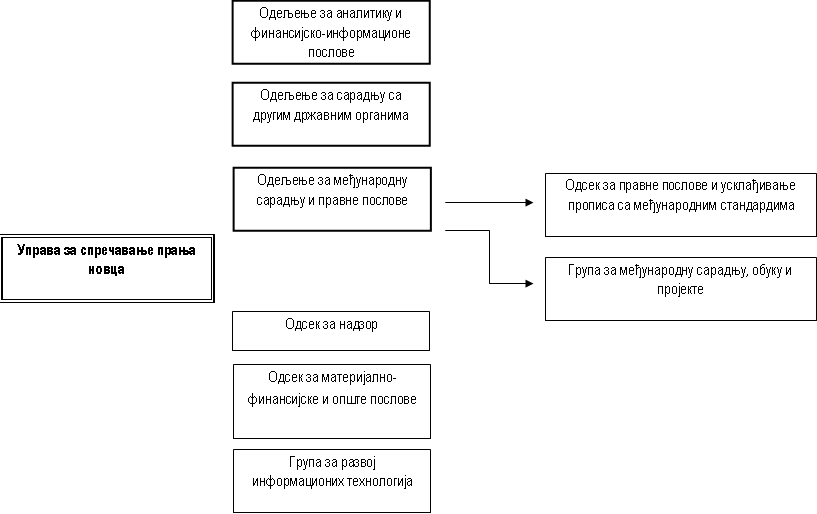 Одељење за аналитику и
финансијско-информационе
послове
Одељење за сарадњу са
другим државним органима
Одељење за међународну
сарадњу и правне послове
Одсек за правне послове и усклађивање
прописа са међународним стандардима
Управа за спречавање прања
новца
Група за међународну сарадњу, обуку и
пројекте
Одсек за надзор
Одсек за материјално-
финансијске и опште послове
Група за развој
информационих технологија